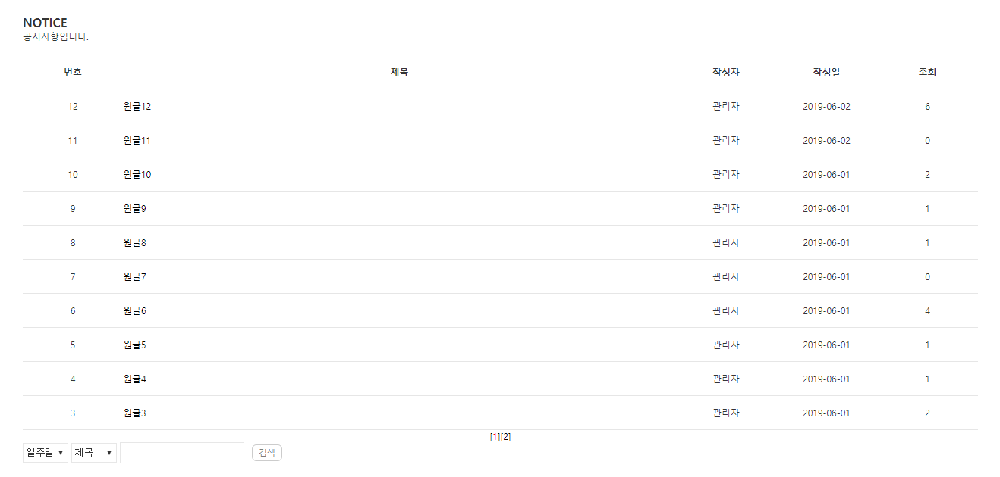 NOTICE
공지사항입니다.
번호 제목 작성자 작성일 조회
12 원글12 관리자 2019-06-02 6
11 원글11 관리자 2019-06-02 0
10 원글10 관리자 2019-06-01 2
9 원글9 관리자 2019-06-01 1
8 원글8 관리자 2019-06-01 1
7 원글7 관리자 2019-06-01 0
6 원글6 관리자 2019-06-01 4
5 원글5 관리자 2019-06-01 1
4 원글4 관리자 2019-06-01 1
3 원글3 관리자 2019-06-01 2
[1][2]
일주일 ▼ 제목 ▼ 검색